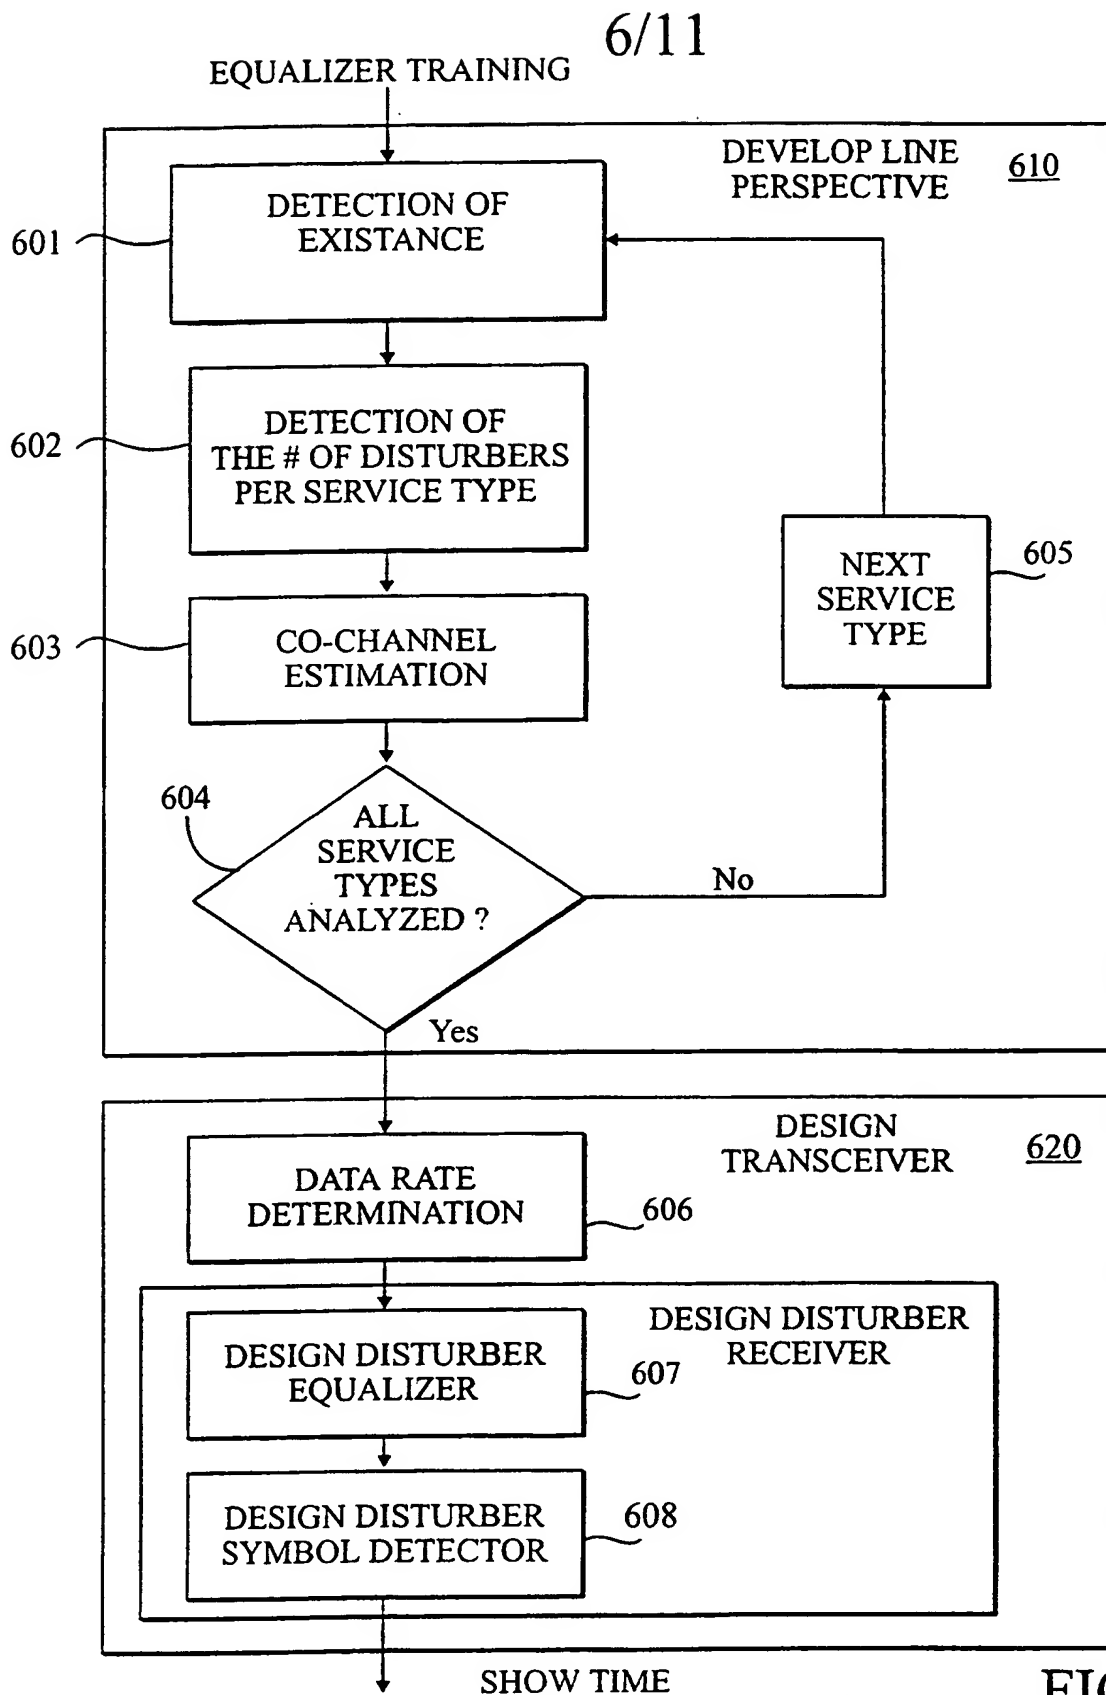 6/11
EQUALIZER TRAINING
DEVELOP LINE
PERSPECTIVE
610
DETECTION OF
EXISTANCE
601
DETECTION OF
THE # OF DISTURBERS
PER SERVICE TYPE
602
NEXT
SERVICE
TYPE
605
CO-CHANNEL
ESTIMATION
603
604
ALL
SERVICE
TYPES
ANALYZED ?
No
Yes
DESIGN
TRANSCEIVER
620
DATA RATE
DETERMINATION
606
DESIGN DISTURBER
RECEIVER
DESIGN DISTURBER
EQUALIZER
607
DESIGN DISTURBER
SYMBOL DETECTOR
608
SHOW TIME